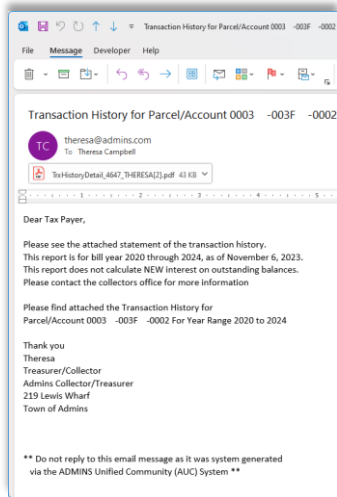 Transaction History for Parcel/Account 0003 -003F -0002
File Message Developer Help
Transaction History for Parcel/Account 0003 -003F -0002
TC
theresa@admins.com
To Theresa Campbell
TrxHistoryDetail_4647_THERESA[2].pdf 43 KB
1 2 3 4 5
Dear Tax Payer,
Please see the attached statement of the transaction history.
This report is for bill year 2020 through 2024, as of November 6, 2023.
This report does not calculate NEW interest on outstanding balances.
Please contact the collectors office for more information
Please find attached the Transaction History for
Parcel/Account 0003 -003F -0002 For Year Range 2020 to 2024
Thank you
Theresa
Treasurer/Collector
Admins Collector/Treasurer
219 Lewis Wharf
Town of Admins
** Do not reply to this email message as it was system generated
via the ADMINS Unified Community (AUC) System **